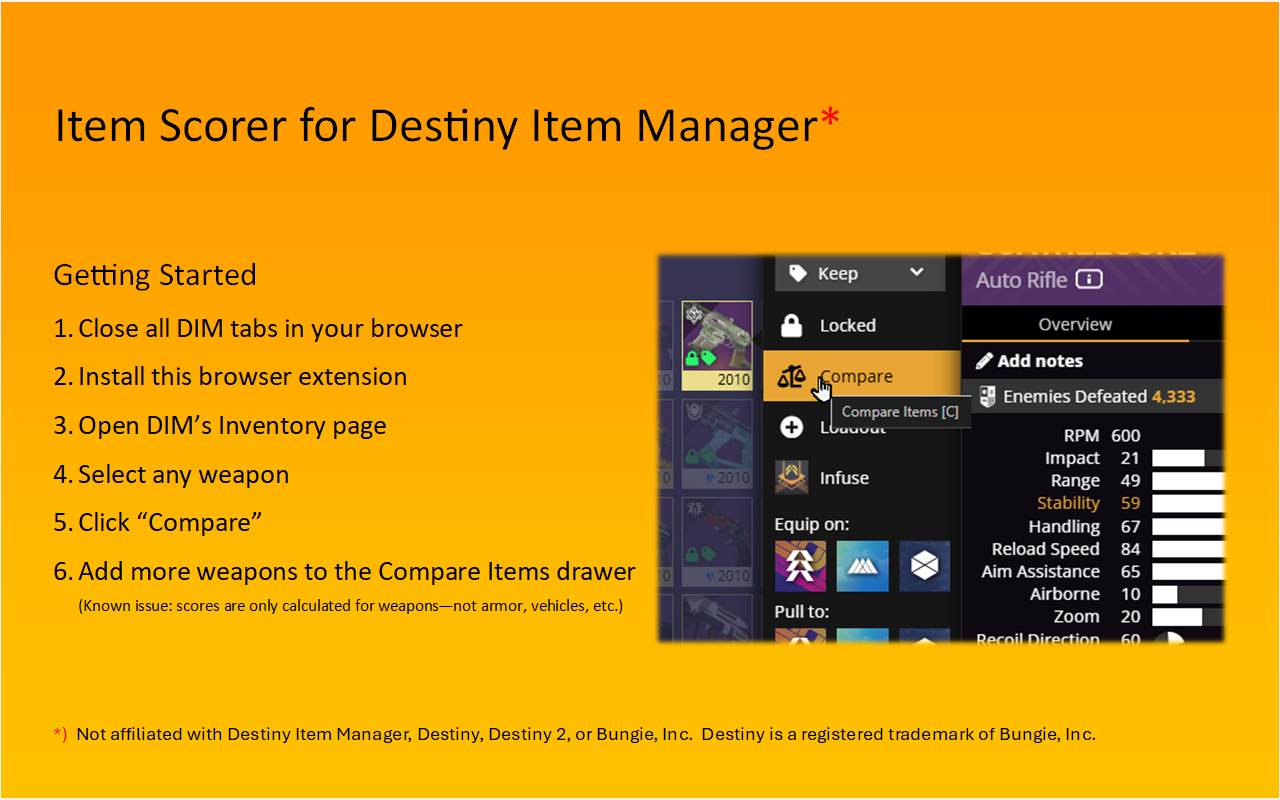 Item Scorer for Destiny Item Manager*
Getting Started
1. Close all DIM tabs in your browser
2. Install this browser extension
3. Open DIM’s Inventory page
4. Select any weapon
5. Click “Compare”
6. Add more weapons to the Compare Items drawer
(Known issue: scores are only calculated for weapons—not armor, vehicles, etc.)
Keep
Locked
Compare
Compare Items [C]
Loadout
Infuse
Equip on:
Pull to:
2010
2010
2010
Auto Rifle
Overview
Add notes
Enemies Defeated 4,333
RPM 600
Impact 21
Range 49
Stability 59
Handling 67
Reload Speed 84
Aim Assistance 65
Airborne 10
Zoom 20
Recoil Direction 60
*) Not affiliated with Destiny Item Manager, Destiny, Destiny 2, or Bungie, Inc. Destiny is a registered trademark of Bungie, Inc.